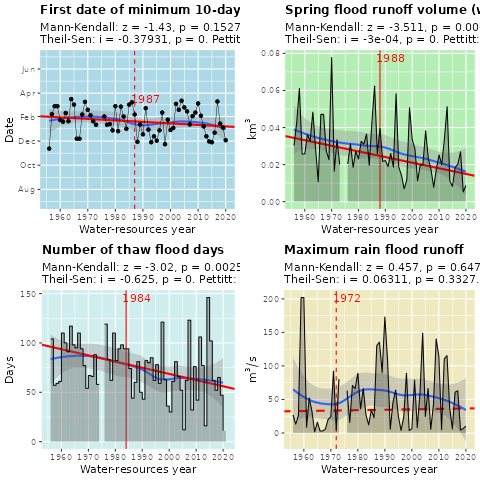 First date of minimum 10-day
Mann-Kendall: z = -1.43, p = 0.1527
Theil-Sen: i = -0.37931, p = 0. Pettit
1987
Jun
Apr
Feb
Dec
Oct
Aug
Date
1960 1970 1980 1990 2000 2010 2020
Water-resources year
Spring flood runoff volume (w
Mann-Kendall: z = -3.511, p = 0.00
Theil-Sen: i = -3e-04, p = 0. Pettitt:
1988
0.08
0.06
0.04
0.02
0.00
km³
1960 1970 1980 1990 2000 2010 2020
Water-resources year
Number of thaw flood days
Mann-Kendall: z = -3.02, p = 0.0025
Theil-Sen: i = -0.625, p = 0. Pettitt: p
1984
150
100
50
0
Days
1960 1970 1980 1990 2000 2010 2020
Water-resources year
Maximum rain flood runoff
Mann-Kendall: z = 0.457, p = 0.647
Theil-Sen: i = 0.06311, p = 0.3327.
1972
200
150
100
50
0
m³/s
1960 1970 1980 1990 2000 2010 2020
Water-resources year